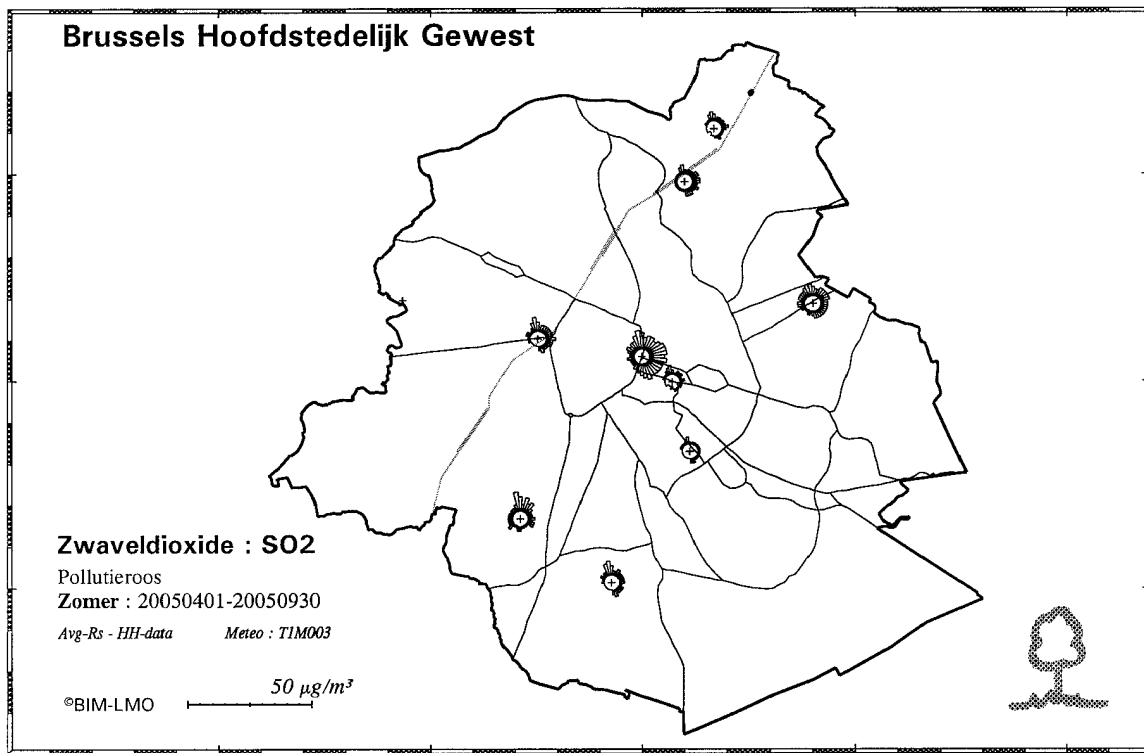 Brussels Hoofdstedelijk Gewest
Zwaveldioxide : SO2
Pollutieroos
Zomer : 20050401-20050930
Avg-Rs - HH-data Meteo : T1M003
50 µg/m³
©BIM-LMO